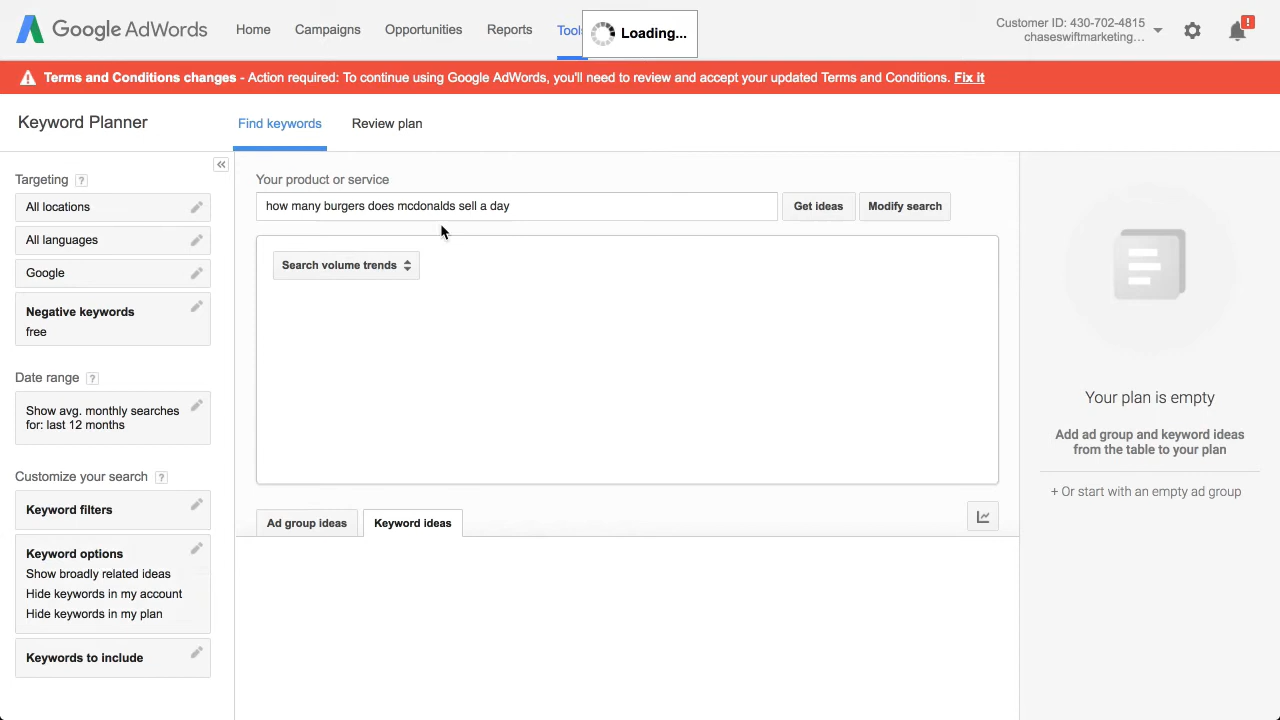 Google AdWords
Home
Campaigns
Opportunities
Reports
Loading...
Customer ID: 430-702-4815
chaseswiftmarketing...
!
Terms and Conditions changes - Action required: To continue using Google AdWords, you'll need to review and accept your updated Terms and Conditions. Fix it
Keyword Planner
Find keywords
Review plan
«
Targeting ?
All locations
All languages
Google
Negative keywords
free
Date range ?
Show avg. monthly searches
for: last 12 months
Customize your search ?
Keyword filters
Keyword options
Show broadly related ideas
Hide keywords in my account
Hide keywords in my plan
Keywords to include
Your product or service
how many burgers does mcdonalds sell a day
Get ideas
Modify search
Search volume trends
Ad group ideas
Keyword ideas
Your plan is empty
Add ad group and keyword ideas
from the table to your plan
+ Or start with an empty ad group